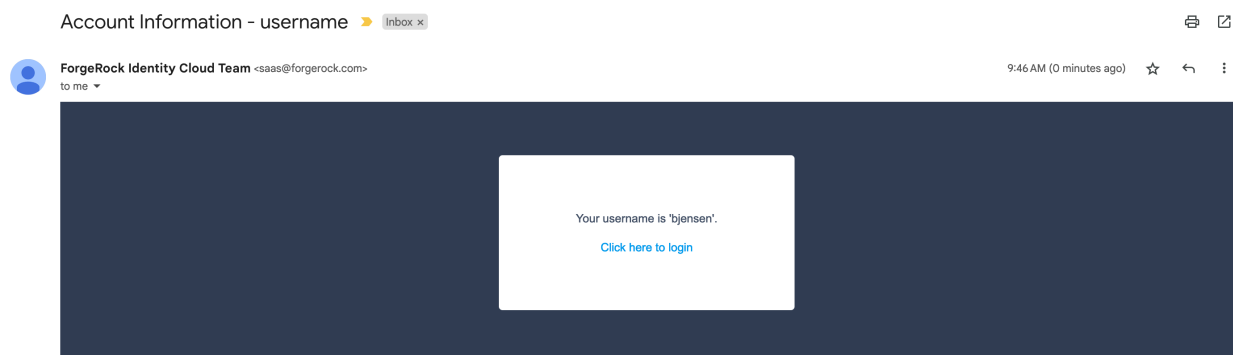 Account Information - username Inbox ×
ForgeRock Identity Cloud Team <saas@forgerock.com> 9:46 AM (0 minutes ago)
to me
Your username is 'bjensen'.
Click here to login